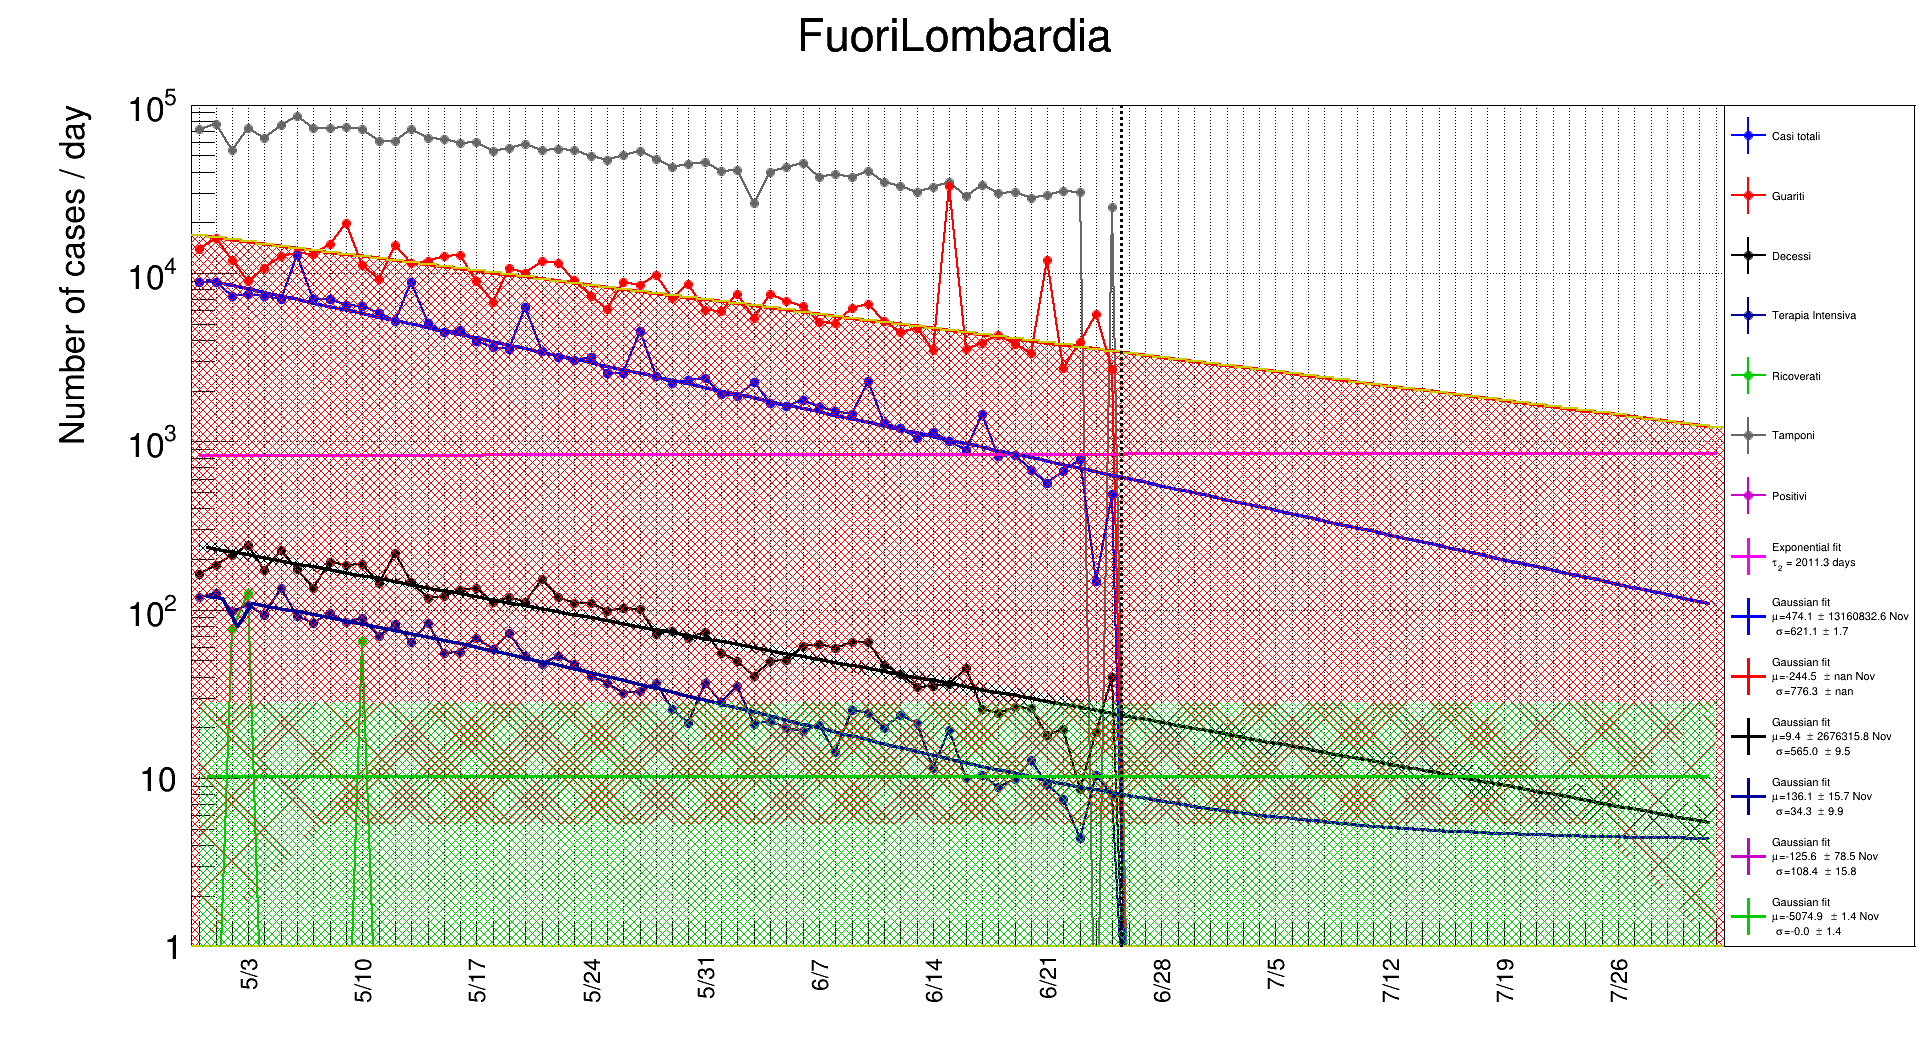 FuoriLombardia
Number of cases / day
10^5
10^4
10^3
10^2
10
1
5/3
5/10
5/17
5/24
5/31
6/7
6/14
6/21
6/28
7/5
7/12
7/19
7/26
Casi totali
Guariti
Decessi
Terapia Intensiva
Ricoverati
Tamponi
Positivi
Exponential fit
τ_2 = 2011.3 days
Gaussian fit
μ=474.1 ± 13160832.6 Nov
σ=621.1 ± 1.7
Gaussian fit
μ=-244.5 ± nan Nov
σ=776.3 ± nan
Gaussian fit
μ=9.4 ± 2676315.8 Nov
σ=565.0 ± 9.5
Gaussian fit
μ=136.1 ± 15.7 Nov
σ=34.3 ± 9.9
Gaussian fit
μ=-125.6 ± 78.5 Nov
σ=108.4 ± 15.8
Gaussian fit
μ=-5074.9 ± 1.4 Nov
σ=-0.0 ± 1.4